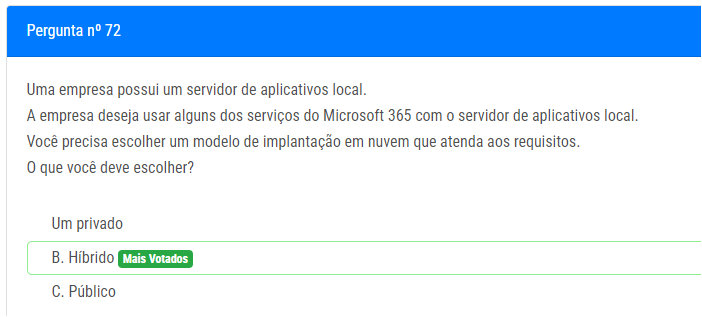 Pergunta nº 72
Uma empresa possui um servidor de aplicativos local.
A empresa deseja usar alguns dos serviços do Microsoft 365 com o servidor de aplicativos local.
Você precisa escolher um modelo de implantação em nuvem que atenda aos requisitos.
O que você deve escolher?
Um privado
B. Híbrido Mais Votados
C. Público